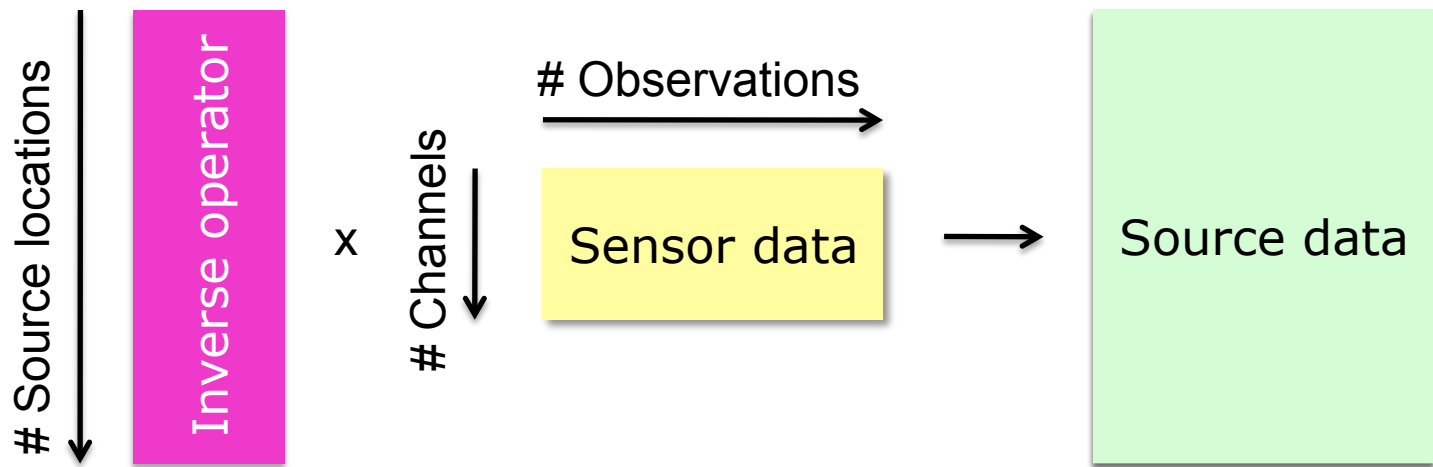 # Source locations
Inverse operator
x
# Channels
# Observations
Sensor data
Source data